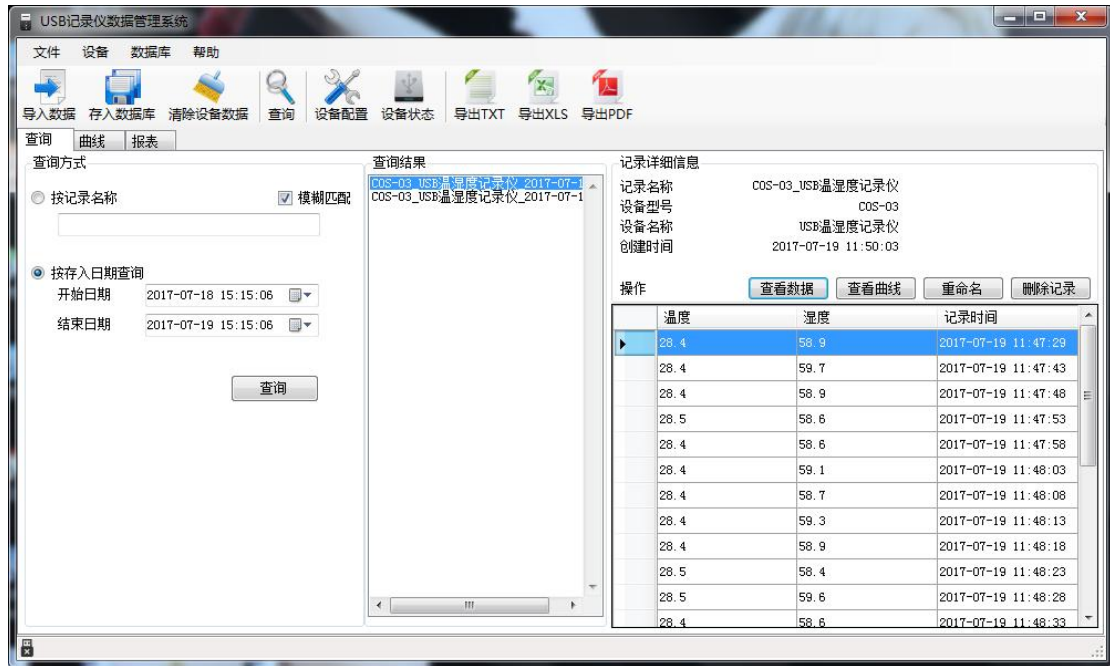 USB记录仪数据管理系统
文件 设备 数据库 帮助
导入数据 存入数据库 清除设备数据 查询 设备配置 设备状态 导出TXT 导出XLS 导出PDF
查询 曲线 报表
查询方式
按记录名称 模糊匹配
按存入日期查询
开始日期 2017-07-18 15:15:06
结束日期 2017-07-19 15:15:06
查询
查询结果
COS-03_USB温湿度记录仪_2017-07-1
COS-03_USB温湿度记录仪_2017-07-1
记录详细信息
记录名称 COS-03_USB温湿度记录仪
设备型号 COS-03
设备名称 USB温湿度记录仪
创建时间 2017-07-19 11:50:03
操作 查看数据 查看曲线 重命名 删除记录
温度 湿度 记录时间
28.4 58.9 2017-07-19 11:47:29
28.4 59.7 2017-07-19 11:47:43
28.4 58.9 2017-07-19 11:47:48
28.5 58.6 2017-07-19 11:47:53
28.4 58.6 2017-07-19 11:47:58
28.4 59.1 2017-07-19 11:48:03
28.4 58.7 2017-07-19 11:48:08
28.4 59.3 2017-07-19 11:48:13
28.4 58.9 2017-07-19 11:48:18
28.5 58.4 2017-07-19 11:48:23
28.5 59.6 2017-07-19 11:48:28
28.4 58.6 2017-07-19 11:48:33